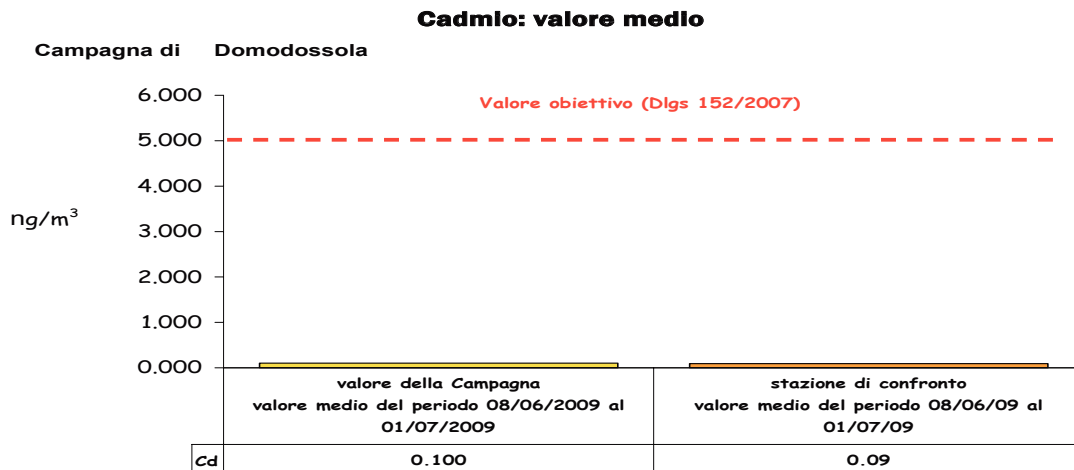 Cadmio: valore medio
Campagna di Domodossola
6.000
Valore obiettivo (Dlgs 152/2007)
5.000
4.000
ng/m³
3.000
2.000
1.000
0.000
valore della Campagna
valore medio del periodo 08/06/2009 al
01/07/2009
stazione di confronto
valore medio del periodo 08/06/09 al
01/07/09
Cd 0.100 0.09